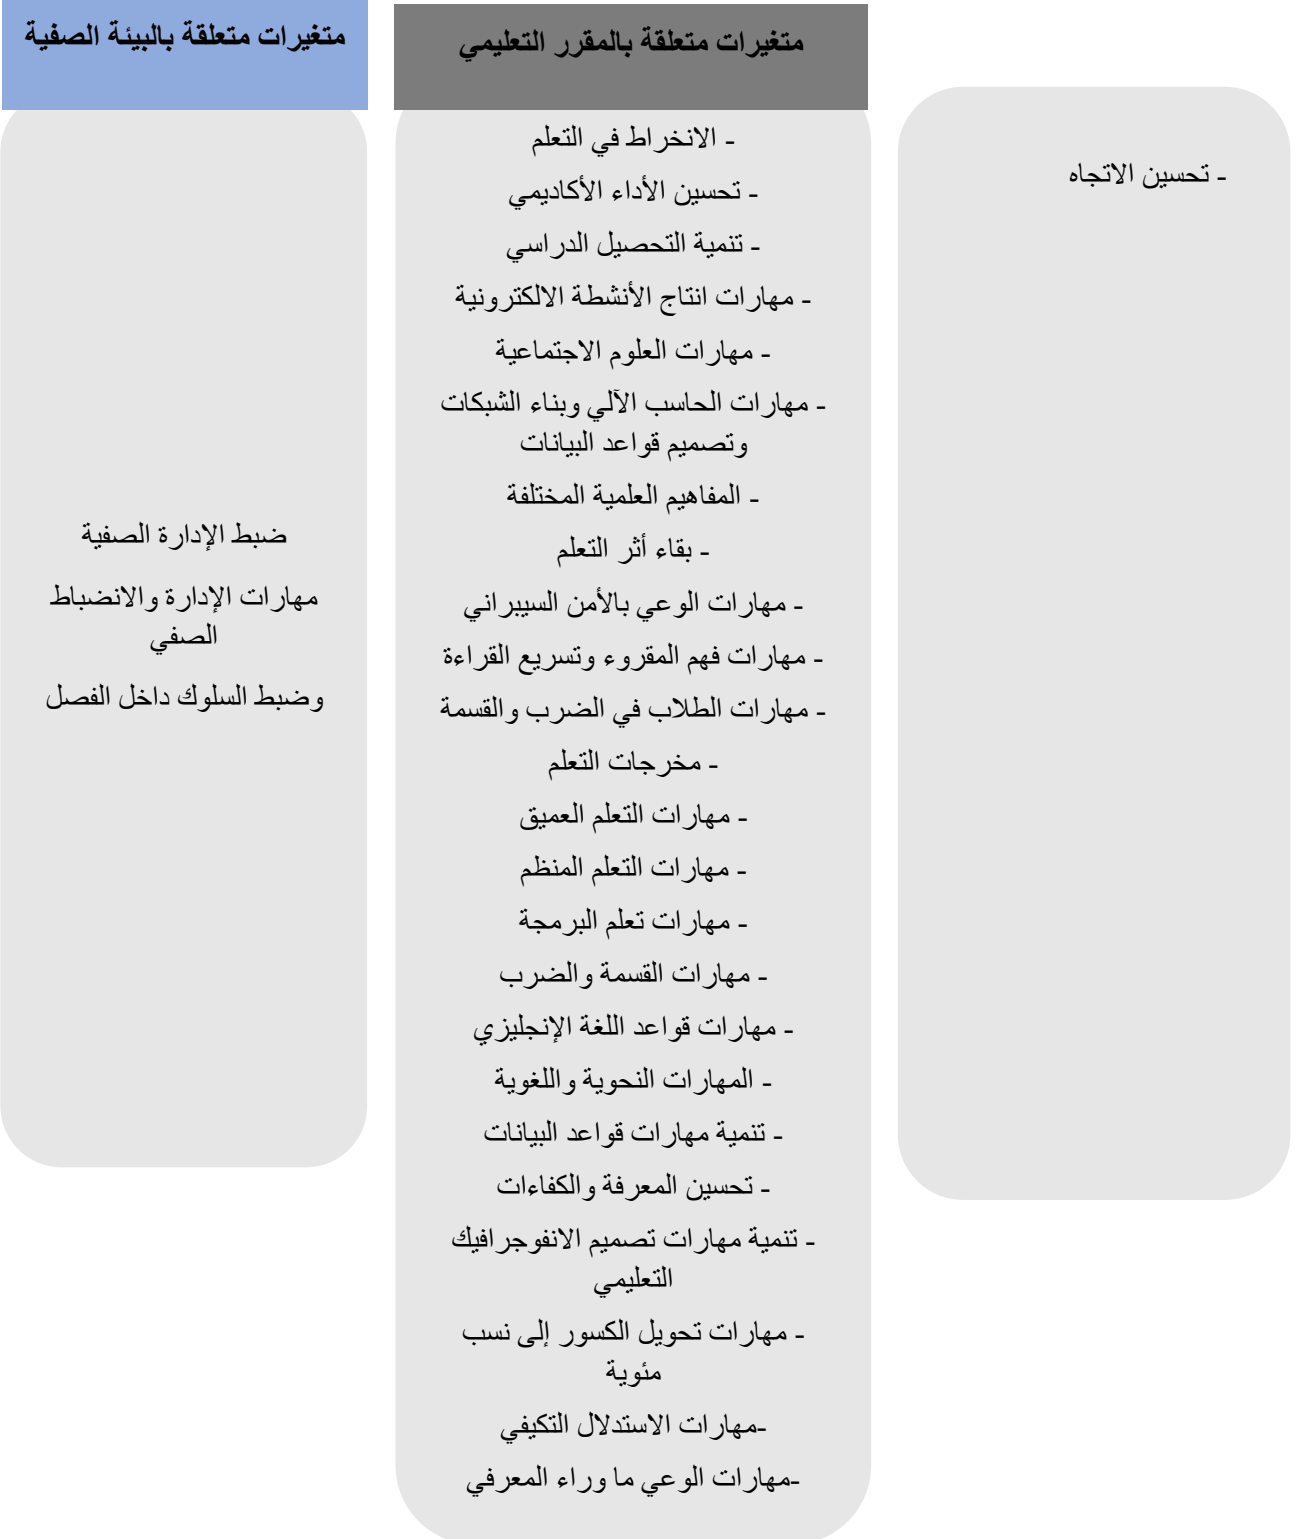 - تحسين الاتجاه
متغيرات متعلقة بالمقرر التعليمي
- الانخراط في التعلم
- تحسين الأداء الأكاديمي
- تنمية التحصيل الدراسي
- مهارات انتاج الأنشطة الالكترونية
- مهارات العلوم الاجتماعية
- مهارات الحاسب الآلي وبناء الشبكات
وتصميم قواعد البيانات
- المفاهيم العلمية المختلفة
- بقاء أثر التعلم
- مهارات الوعي بالأمن السيبراني
- مهارات فهم المقروء وتسريع القراءة
- مهارات الطلاب في الضرب والقسمة
- مخرجات التعلم
- مهارات التعلم العميق
- مهارات التعلم المنظم
- مهارات تعلم البرمجة
- مهارات القسمة والضرب
- مهارات قواعد اللغة الإنجليزي
- المهارات النحوية واللغوية
- تنمية مهارات قواعد البيانات
- تحسين المعرفة والكفاءات
- تنمية مهارات تصميم الانفوجرافيك
التعليمي
- مهارات تحويل الكسور إلى نسب
مئوية
-مهارات الاستدلال التكيفي
-مهارات الوعي ما وراء المعرفي
متغيرات متعلقة بالبيئة الصفية
ضبط الإدارة الصفية
مهارات الإدارة والانضباط
الصفي
وضبط السلوك داخل الفصل